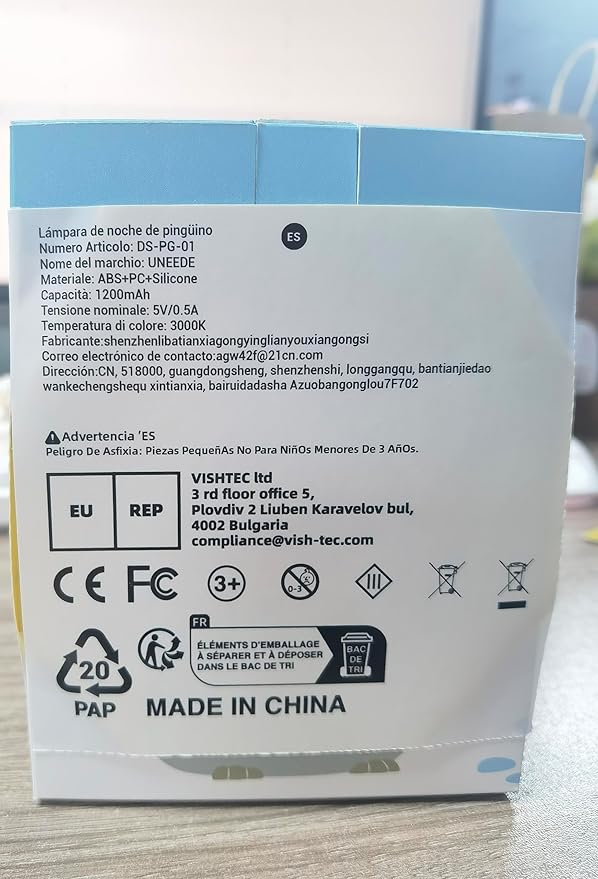 Lámpara de noche de pingüino
ES
Numero Articolo: DS-PG-01
Nome del marchio: UNEEDE
Materiale: ABS+PC+Silicone
Capacità: 1200mAh
Tensione nominale: 5V/0.5A
Temperatura di colore: 3000K
Fabricante:shenzhenlibatianxiagongyinglianyouxiangongsi
Correo electrónico de contacto:agw42f@21cn.com
Dirección:CN, 518000, guangdongsheng, shenzhenshi, longgangqu, bantianjiedao
wankechengshequ xintianxia, bairuidadasha Azuobangonglou7F702
Advertencia 'ES
Peligro De Asfixia: Piezas PequeñAs No Para NiñOs Menores De 3 AñOs.
EU REP
VISHTEC ltd
3 rd floor office 5,
Plovdiv 2 Liuben Karavelov bul,
4002 Bulgaria
compliance@vish-tec.com
CE FC 3+ 0-3 III
20
PAP
FR
ÉLÉMENTS D'EMBALLAGE
À SÉPARER ET À DÉPOSER
DANS LE BAC DE TRI
BAC
DE
TRI
MADE IN CHINA